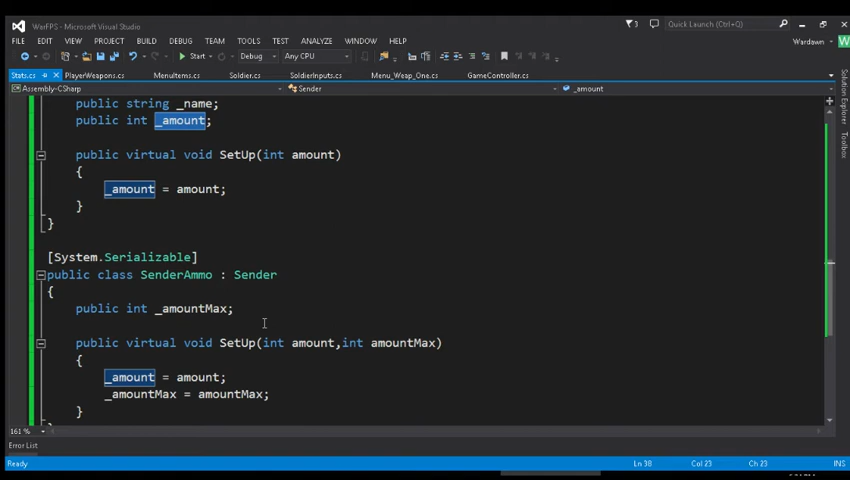 WarFPS - Microsoft Visual Studio
3
Quick Launch (Ctrl+Q)
FILE EDIT VIEW PROJECT BUILD DEBUG TEAM TOOLS TEST ANALYZE WINDOW HELP
Wardawn
W
Start Debug Any CPU
Stats.cs PlayerWeapons.cs MenuItems.cs Soldier.cs SoldierInputs.cs Menu_Weap_One.cs GameController.cs
Assembly-CSharp Sender _amount
Solution Explorer
Toolbox
public string _name;
public int _amount;
public virtual void SetUp(int amount)
{
_amount = amount;
}
}
[System.Serializable]
public class SenderAmmo : Sender
{
public int _amountMax;
public virtual void SetUp(int amount,int amountMax)
{
_amount = amount;
_amountMax = amountMax;
}
161 %
Error List
Ready Ln 38 Col 23 Ch 23 INS